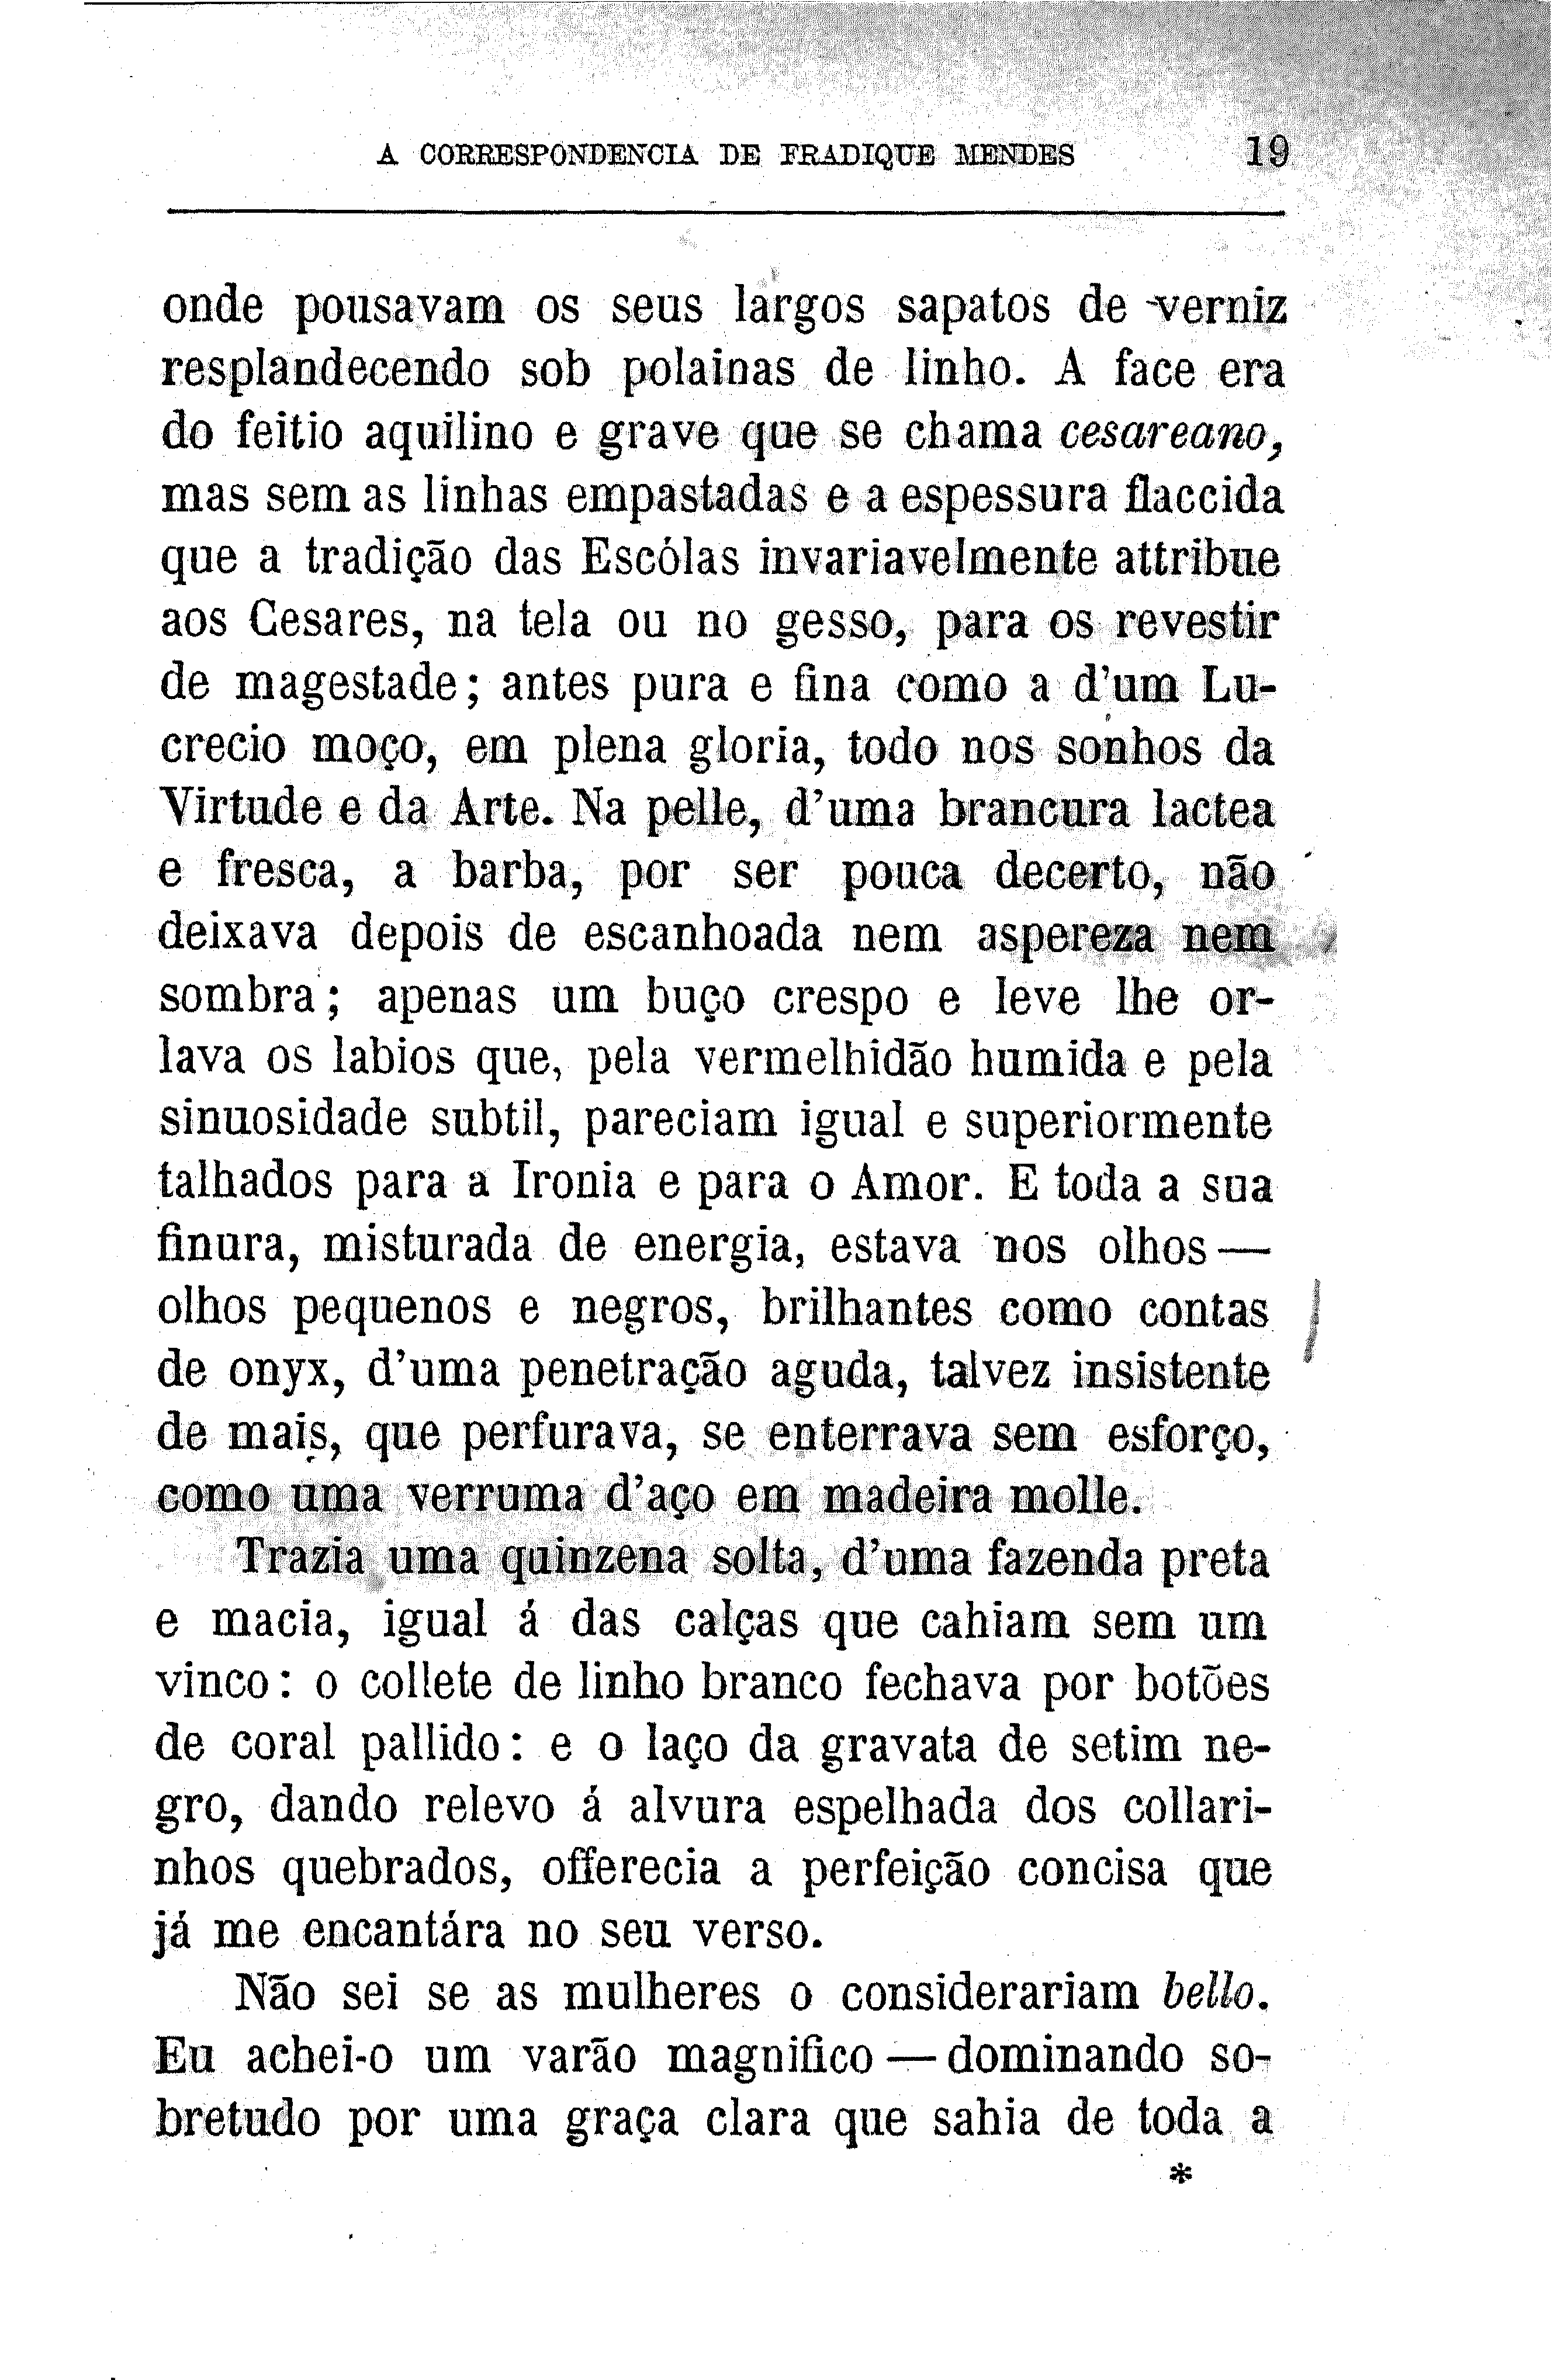 A CORRESPONDENCIA DE FRADIQUE MENDES 19
onde pousavam os seus largos sapatos de verniz
resplandecendo sob polainas de linho. A face era
do feitio aquilino e grave que se chama cesareano,
mas sem as linhas empastadas e a espessura flaccida
que a tradição das Escólas invariavelmente attribue
aos Cesares, na tela ou no gesso, para os revestir
de magestade; antes pura e fina como a d'um Lu-
crecio moço, em plena gloria, todo nos sonhos da
Virtude e da Arte. Na pelle, d'uma brancura lactea
e fresca, a barba, por ser pouca decerto, não
deixava depois de escanhoada nem aspereza nem
sombra; apenas um buço crespo e leve lhe or-
lava os labios que, pela vermelhidão humida e pela
sinuosidade subtil, pareciam igual e superiormente
talhados para a Ironia e para o Amor. E toda a sua
finura, misturada de energia, estava nos olhos —
olhos pequenos e negros, brilhantes como contas
de onyx, d'uma penetração aguda, talvez insistente
de mais, que perfurava, se enterrava sem esforço,
como uma verruma d'aço em madeira molle.
Trazia uma quinzena solta, d'uma fazenda preta
e macia, igual á das calças que cahiam sem um
vinco: o collete de linho branco fechava por botões
de coral pallido: e o laço da gravata de setim ne-
gro, dando relevo á alvura espelhada dos collari-
nhos quebrados, offerecia a perfeição concisa que
já me encantára no seu verso.
Não sei se as mulheres o considerariam bello.
Eu achei-o um varão magnifico — dominando so-
bretudo por uma graça clara que sahia de toda a
*